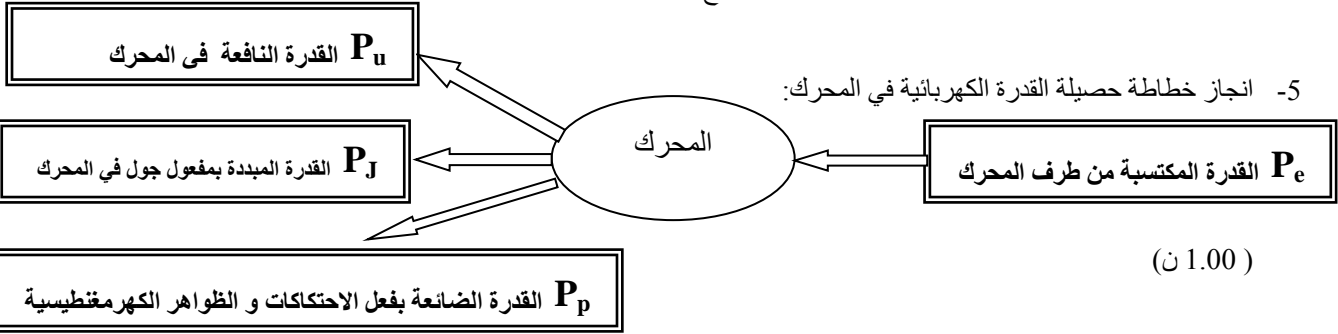 5- انجاز خطاطة حصيلة القدرة الكهربائية في المحرك:
Pu القدرة النافعة فى المحرك
Pe القدرة المكتسبة من طرف المحرك
المحرك
PJ القدرة المبددة بمفعول جول في المحرك
( 1.00 ن)
Pp القدرة الضائعة بفعل الاحتكاكات و الظواهر الكهرمغنطيسية